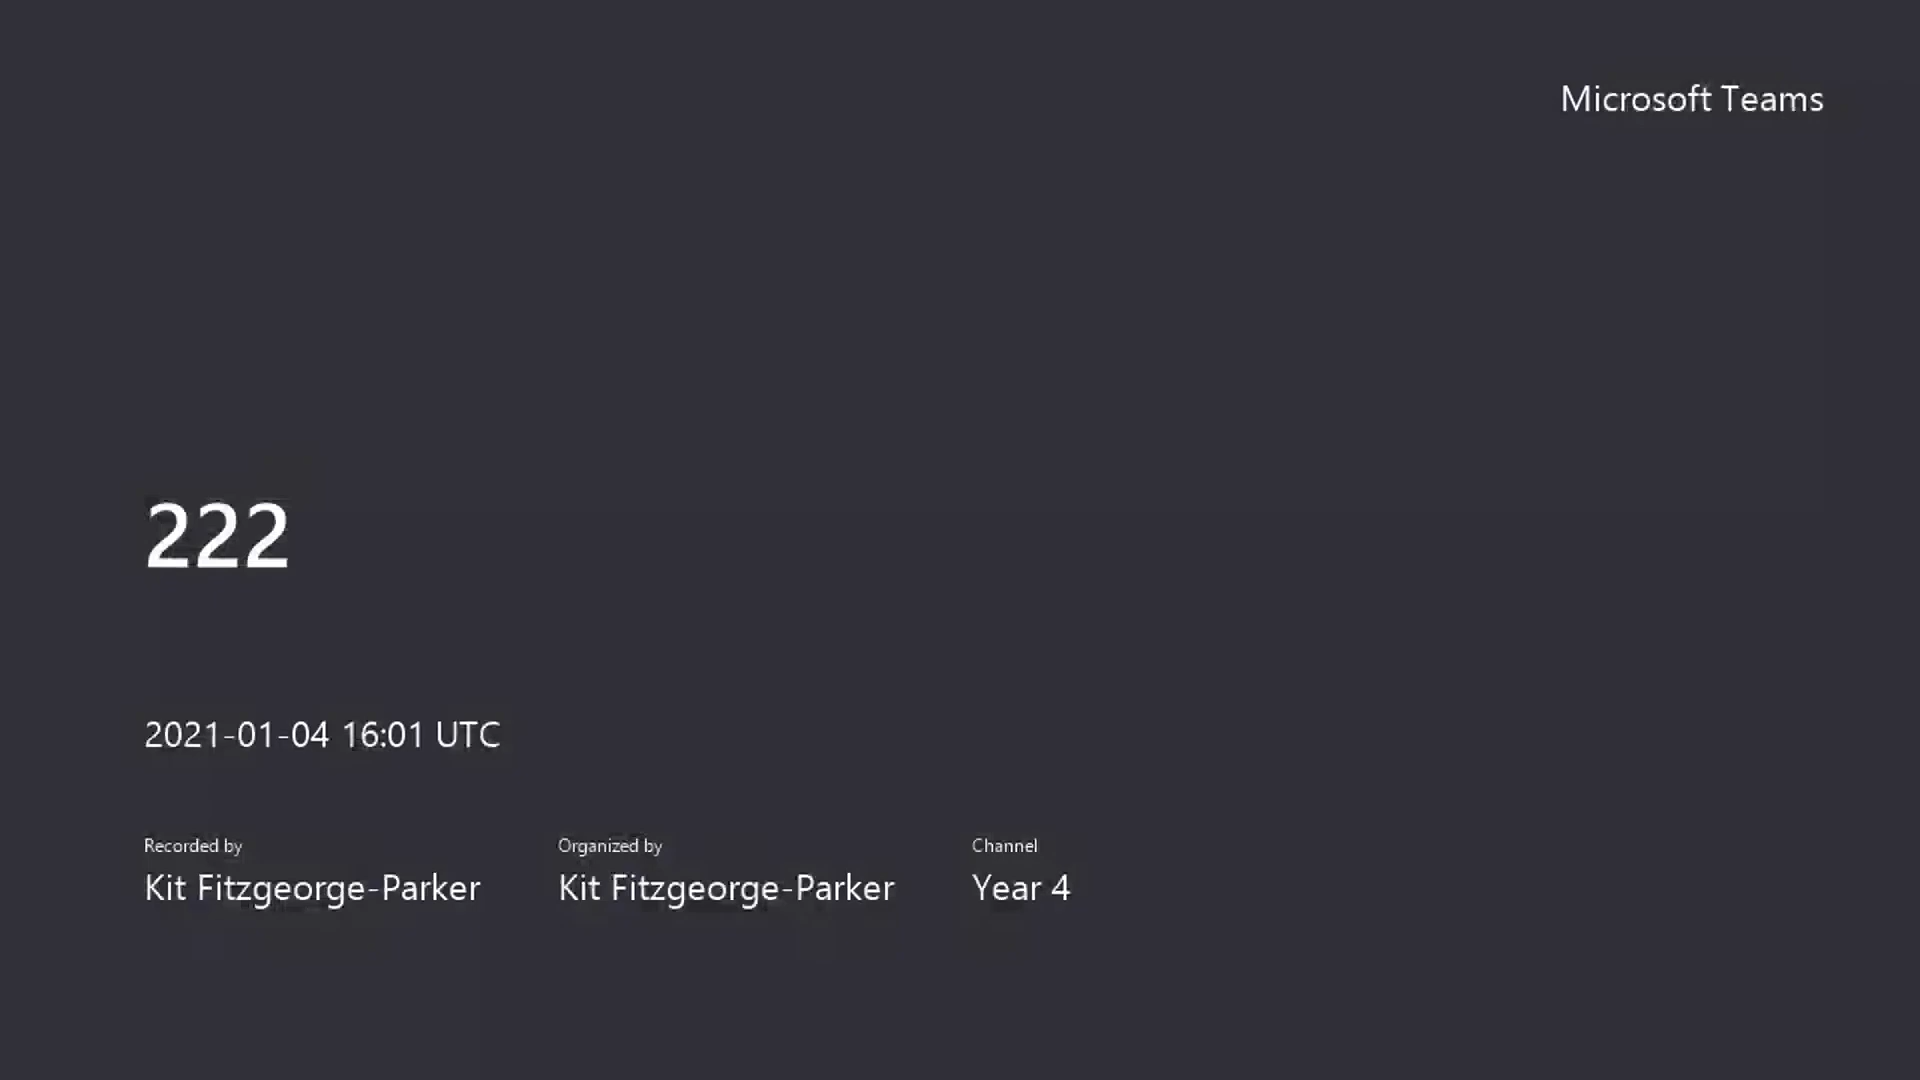 Microsoft Teams
222
2021-01-04 16:01 UTC
Recorded by
Kit Fitzgeorge-Parker
Organized by
Kit Fitzgeorge-Parker
Channel
Year 4